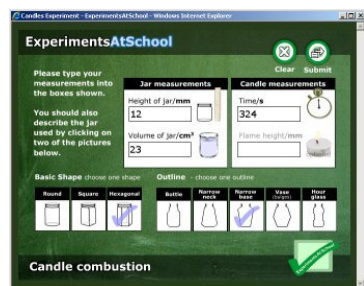 Candles Experiment - ExperimentsAtSchool - Windows Internet Explorer
ExperimentsAtSchool
Clear Submit
Please type your
measurements into
the boxes shown.
You should also
describe the jar
used by clicking on
two of the pictures
below.
Jar measurements
Height of jar/mm
12
Volume of jar/cm³
23
Candle measurements
Time/s
324
Flame height/mm
Basic Shape choose one shape
Round Square Hexagonal
Outline - choose one outline
Bottle Narrow neck Narrow base Vase (bulges) Hour glass
Candle combustion
ExperimentsAtSchool